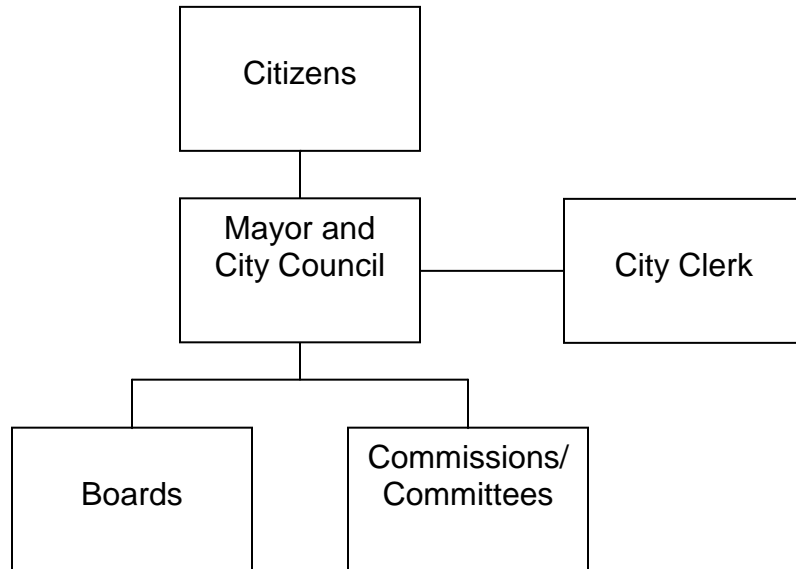 Citizens
Mayor and
City Council
City Clerk
Boards
Commissions/
Committees